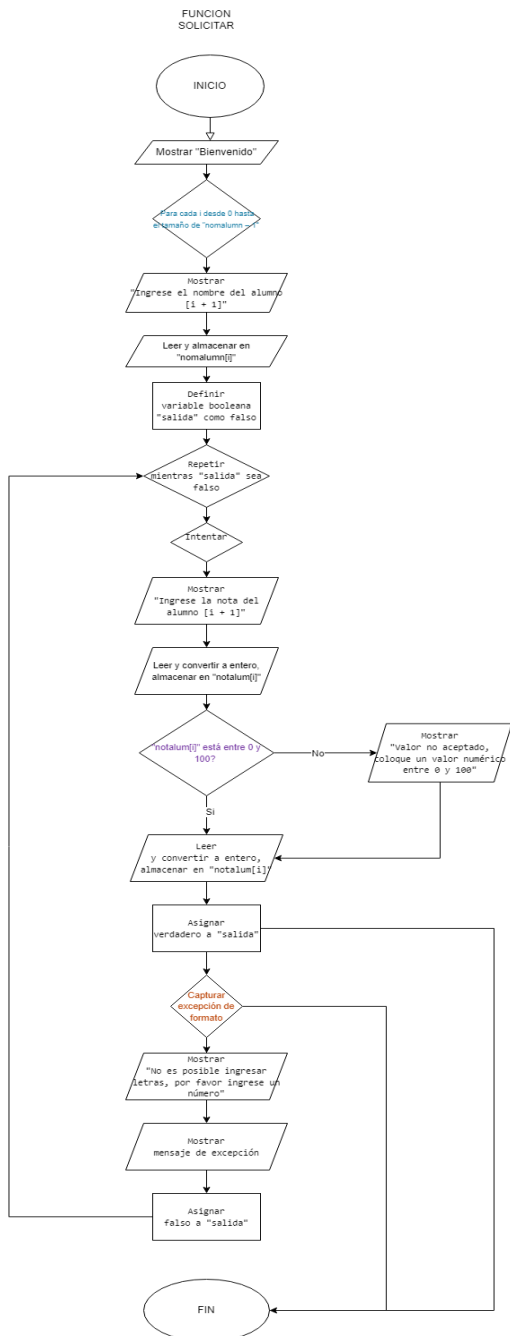 FUNCION
SOLICITAR
INICIO
Mostrar "Bienvenido"
Para cada i desde 0 hasta
el tamaño de "nomalumn – 1"
Mostrar
"Ingrese el nombre del alumno
[i + 1]"
Leer y almacenar en
"nomalumn[i]"
Definir
variable booleana
"salida" como falso
Repetir
mientras "salida" sea
falso
Intentar
Mostrar
"Ingrese la nota del
alumno [i + 1]"
Leer y convertir a entero,
almacenar en "notalum[i]"
"notalum[i]" está entre 0 y
100?
No
Mostrar
"Valor no aceptado,
coloque un valor numérico
entre 0 y 100"
Si
Leer
y convertir a entero,
almacenar en "notalum[i]"
Asignar
verdadero a "salida"
Capturar
excepción de
formato
Mostrar
"No es posible ingresar
letras, por favor ingrese un
número"
Mostrar
mensaje de excepción
Asignar
falso a "salida"
FIN